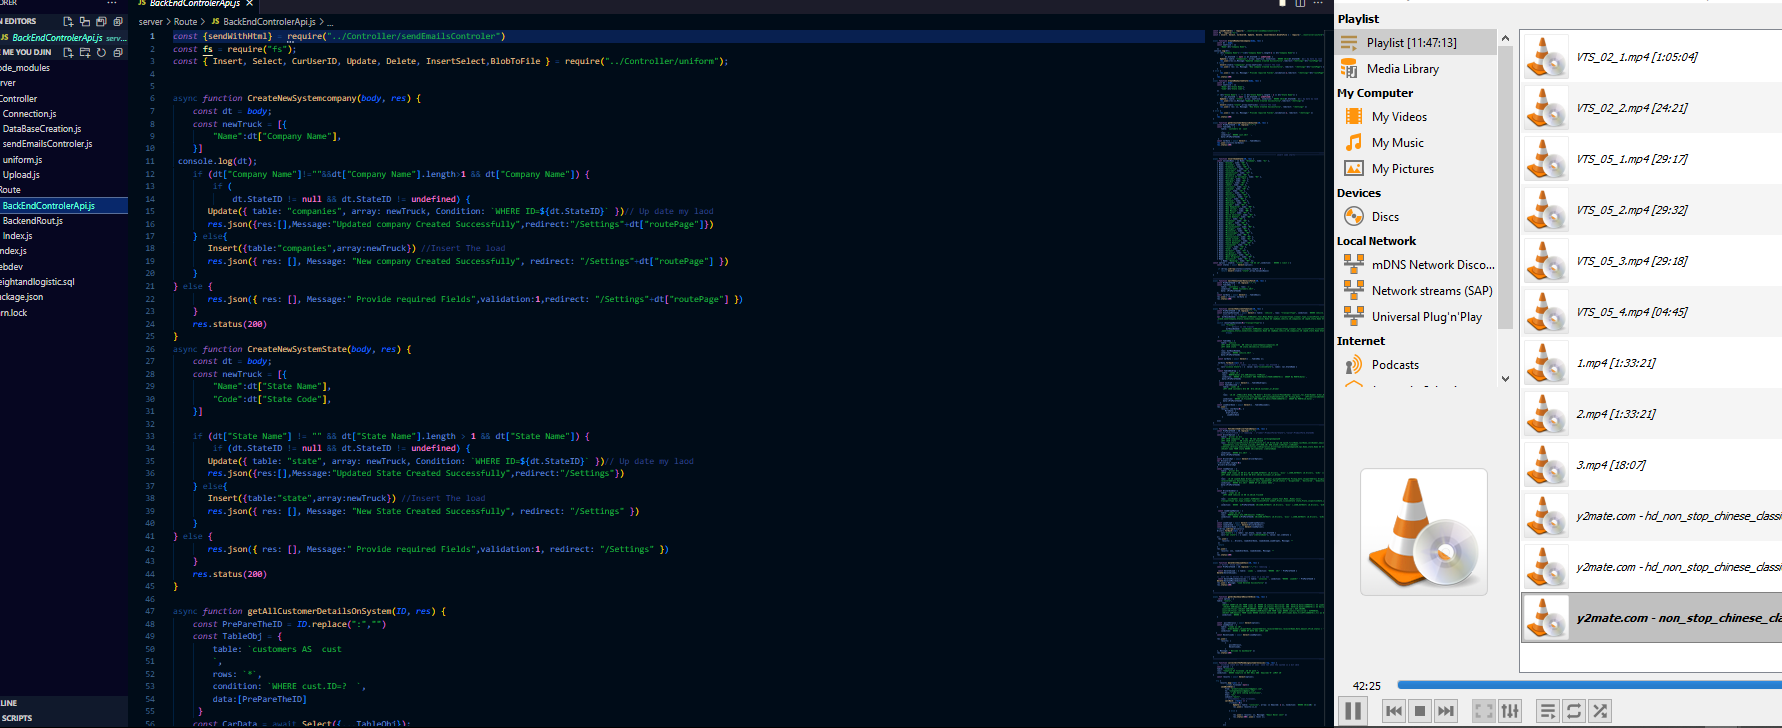 ORER
N EDITORS
BackEndControlerApi.js serv...
E ME YOU DJIN
ode_modules
erver
Controller
Connection.js
DataBaseCreation.js
sendEmailsControler.js
uniform.js
Upload.js
Route
BackEndControlerApi.js
BackendRout.js
Index.js
ndex.js
ebdev
eightandlogistic.sql
ackage.json
arn.lock
LINE
SCRIPTS
JS BackEndControlerApi.js
server > Route > JS BackEndControlerApi.js > ...
1 const {sendWithHtml} = require("../Controller/sendEmailsControler")
2 const fs = require("fs");
3 const { Insert, Select, CurUserID, Update, Delete, InsertSelect,BlobToFile } = require("../Controller/uniform");
4
5
6 async function CreateNewSystemcompany(body, res) {
7 const dt = body;
8 const newTruck = [{
9 "Name":dt["Company Name"],
10 }]
11 console.log(dt);
12 if (dt["Company Name"]!=""&&dt["Company Name"].length>1 && dt["Company Name"]) {
13 if (
14 dt.StateID != null && dt.StateID != undefined) {
15 Update({ table: "companies", array: newTruck, Condition: `WHERE ID=${dt.StateID}` })// Up date my laod
16 res.json({res:[],Message:"Updated company Created Successfully",redirect:"/Settings"+dt["routePage"]})
17 } else{
18 Insert({table:"companies",array:newTruck}) //Insert The load
19 res.json({ res: [], Message: "New company Created Successfully", redirect: "/Settings"+dt["routePage"] })
20 }
21 } else {
22 res.json({ res: [], Message:" Provide required Fields",validation:1,redirect: "/Settings"+dt["routePage"] })
23 }
24 res.status(200)
25 }
26 async function CreateNewSystemState(body, res) {
27 const dt = body;
28 const newTruck = [{
29 "Name":dt["State Name"],
30 "Code":dt["State Code"],
31 }]
32
33 if (dt["State Name"] != "" && dt["State Name"].length > 1 && dt["State Name"]) {
34 if (dt.StateID != null && dt.StateID != undefined) {
35 Update({ table: "state", array: newTruck, Condition: `WHERE ID=${dt.StateID}` })// Up date my laod
36 res.json({res:[],Message:"Updated State Created Successfully",redirect:"/Settings"})
37 } else{
38 Insert({table:"state",array:newTruck}) //Insert The load
39 res.json({ res: [], Message: "New State Created Successfully", redirect: "/Settings" })
40 }
41 } else {
42 res.json({ res: [], Message:" Provide required Fields",validation:1, redirect: "/Settings" })
43 }
44 res.status(200)
45 }
46
47 async function getAllCustomerDetailsOnSystem(ID, res) {
48 const PrePareTheID = ID.replace(":","")
49 const TableObj = {
50 table: `customers AS cust
51 `,
52 rows: `*`,
53 condition: `WHERE cust.ID=? `,
54 data:[PrePareTheID]
55 }
56 const CarData = await Select({...TableObj});
Playlist
Playlist [11:47:13]
Media Library
My Computer
My Videos
My Music
My Pictures
Devices
Discs
Local Network
mDNS Network Disco...
Network streams (SAP)
Universal Plug'n'Play
Internet
Podcasts
VTS_02_1.mp4 [1:05:04]
VTS_02_2.mp4 [24:21]
VTS_05_1.mp4 [29:17]
VTS_05_2.mp4 [29:32]
VTS_05_3.mp4 [29:18]
VTS_05_4.mp4 [04:45]
1.mp4 [1:33:21]
2.mp4 [1:33:21]
3.mp4 [18:07]
y2mate.com - hd_non_stop_chinese_classi
y2mate.com - hd_non_stop_chinese_classi
y2mate.com - non_stop_chinese_cla
42:25